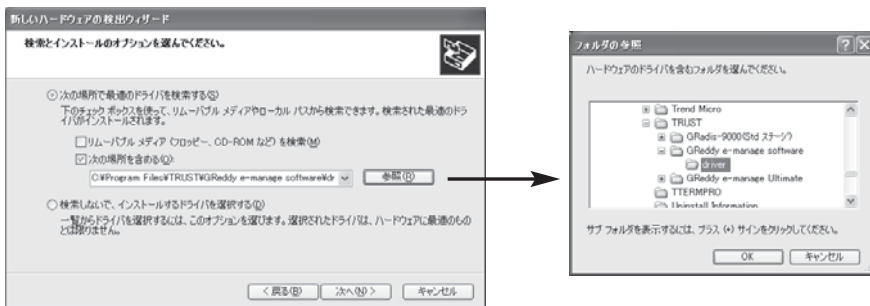 新しいハードウェアの検出ウィザード
検索とインストールのオプションを選んでください。
次の場所で最適のドライバを検索する(S)
下のチェック ボックスを使って、リムーバブル メディアやローカル パスから検索できます。検索された最適のドラ
イバがインストールされます。
リムーバブル メディア (フロッピー、CD-ROM など) を検索(M)
次の場所を含める(O):
C:¥Program Files¥TRUST¥GReddy e-manage software¥dr
参照(R)
検索しないで、インストールするドライバを選択する(D)
一覧からドライバを選択するには、このオプションを選びます。選択されたドライバは、ハードウェアに最適のもの
とは限りません。
< 戻る(B)
次へ(N) >
キャンセル
フォルダの参照
ハードウェアのドライバを含むフォルダを選んでください。
Trend Micro
TRUST
GRadis-9000(Std ステージ)
GReddy e-manage software
driver
GReddy e-manage Ultimate
TTERMPRO
Uninstall Information
サブ フォルダを表示するには、プラス (+) サインをクリックしてください。
OK
キャンセル